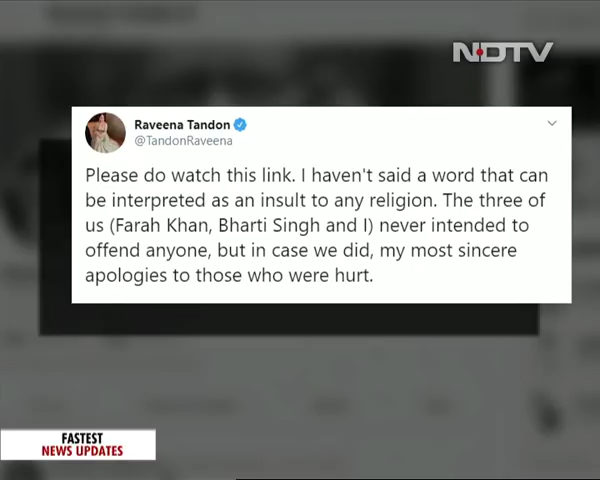 NDTV
Raveena Tandon
@TandonRaveena
Please do watch this link. I haven't said a word that can
be interpreted as an insult to any religion. The three of
us (Farah Khan, Bharti Singh and I) never intended to
offend anyone, but in case we did, my most sincere
apologies to those who were hurt.
FASTEST
NEWS UPDATES